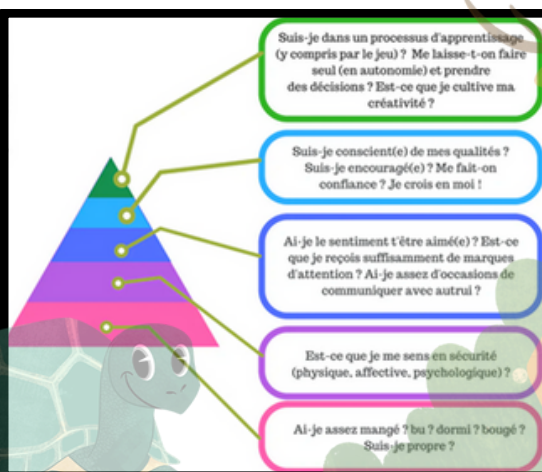 Suis-je dans un processus d'apprentissage
(y compris par le jeu) ? Me laisse-t-on faire
seul (en autonomie) et prendre
des décisions ? Est-ce que je cultive ma
créativité ?
Suis-je conscient(e) de mes qualités ?
Suis-je encouragé(e) ? Me fait-on
confiance ? Je crois en moi !
Ai-je le sentiment t'être aimé(e) ? Est-ce
que je reçois suffisamment de marques
d'attention ? Ai-je assez d'occasions de
communiquer avec autrui ?
Est-ce que je me sens en sécurité
(physique, affective, psychologique) ?
Ai-je assez mangé ? bu ? dormi ? bougé ?
Suis-je propre ?